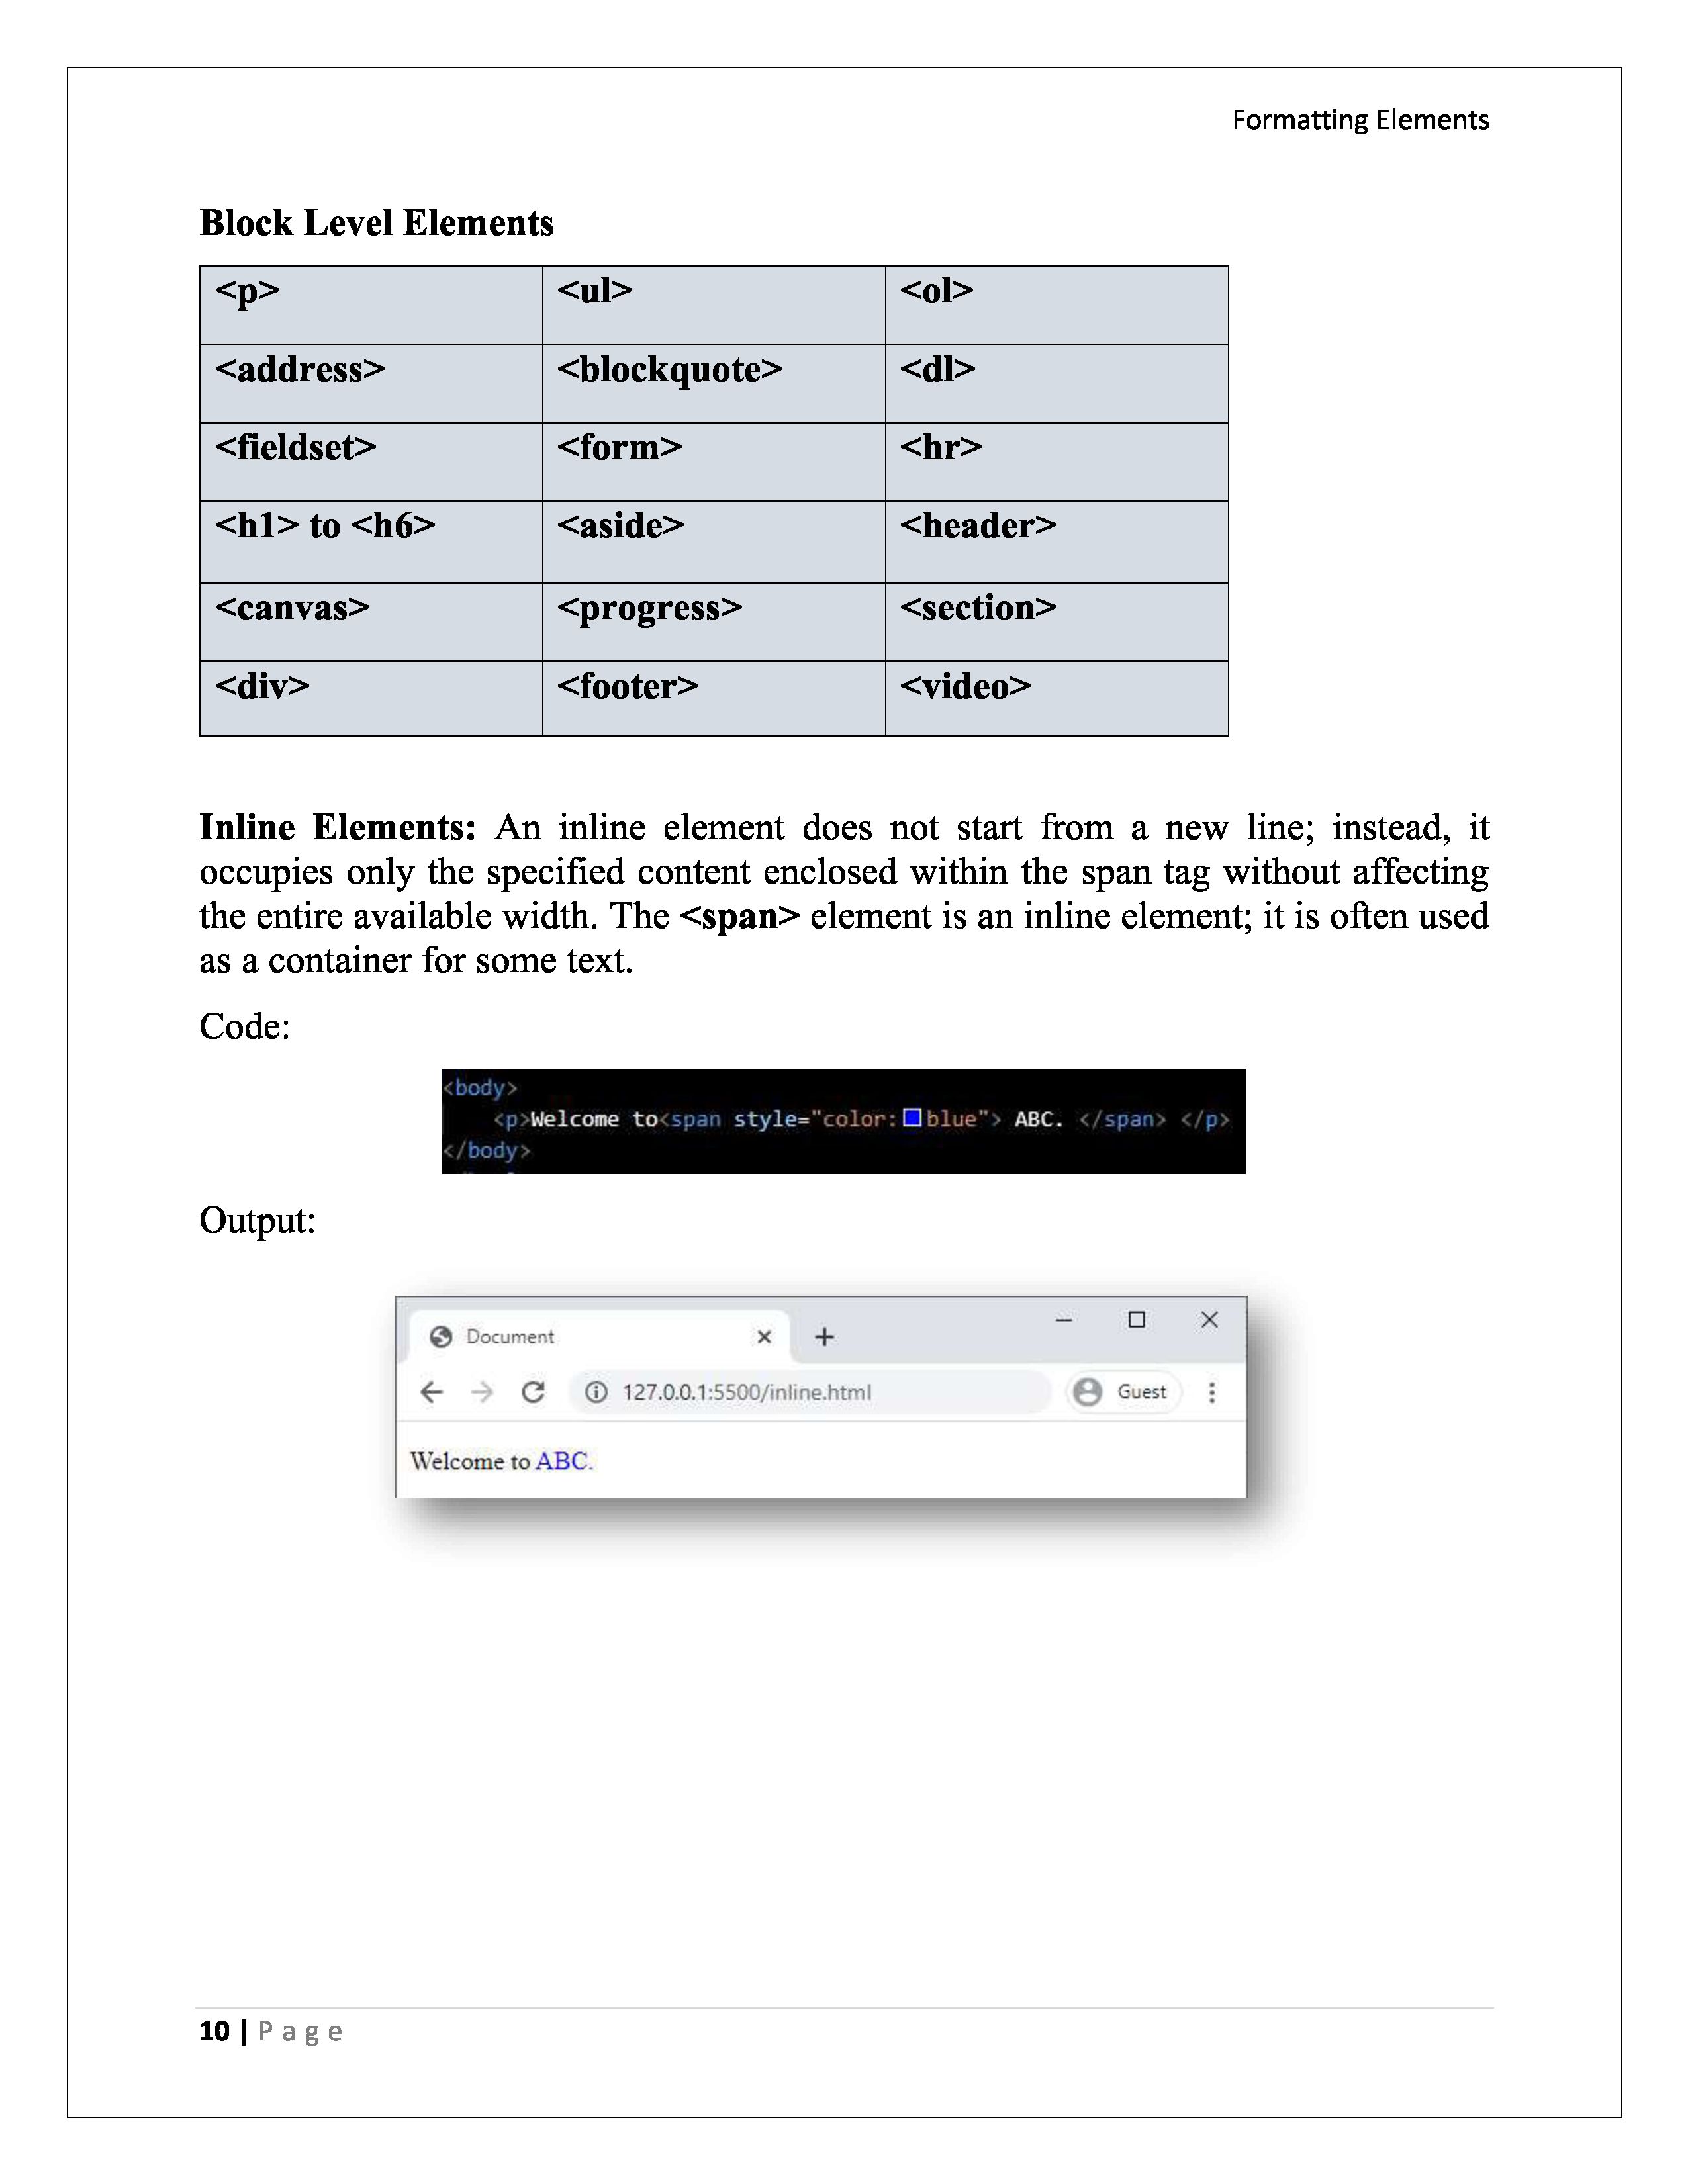 Formatting Elements
Block Level Elements
<p> <ul> <ol>
<address> <blockquote> <dl>
<fieldset> <form> <hr>
<h1> to <h6> <aside> <header>
<canvas> <progress> <section>
<div> <footer> <video>
Inline Elements: An inline element does not start from a new line; instead, it
occupies only the specified content enclosed within the span tag without affecting
the entire available width. The <span> element is an inline element; it is often used
as a container for some text.
Code:
<body>
<p>Welcome to<span style="color:blue"> ABC. </span> </p>
</body>
Output:
Document
127.0.0.1:5500/inline.html Guest
Welcome to ABC.
10 | Page